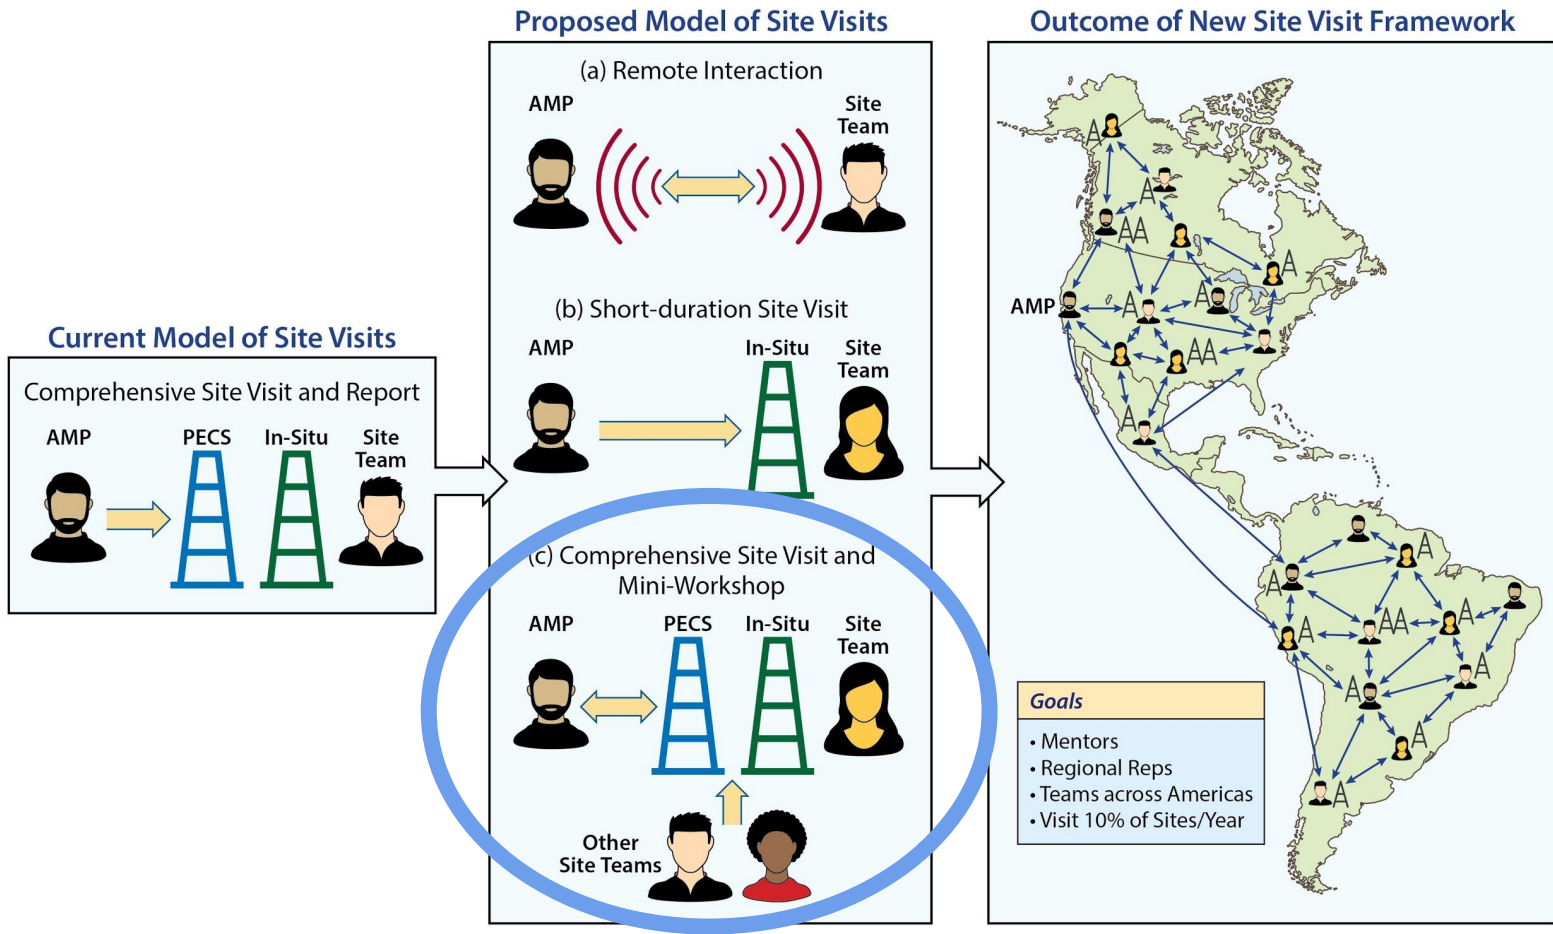 Current Model of Site Visits
Comprehensive Site Visit and Report
AMP
PECS
In-Situ
Site
Team
Proposed Model of Site Visits
(a) Remote Interaction
AMP
Site
Team
(b) Short-duration Site Visit
AMP
In-Situ
Site
Team
(c) Comprehensive Site Visit and
Mini-Workshop
AMP
PECS
In-Situ
Site
Team
Other
Site Teams
Outcome of New Site Visit Framework
AMP
Goals
• Mentors
• Regional Reps
• Teams across Americas
• Visit 10% of Sites/Year